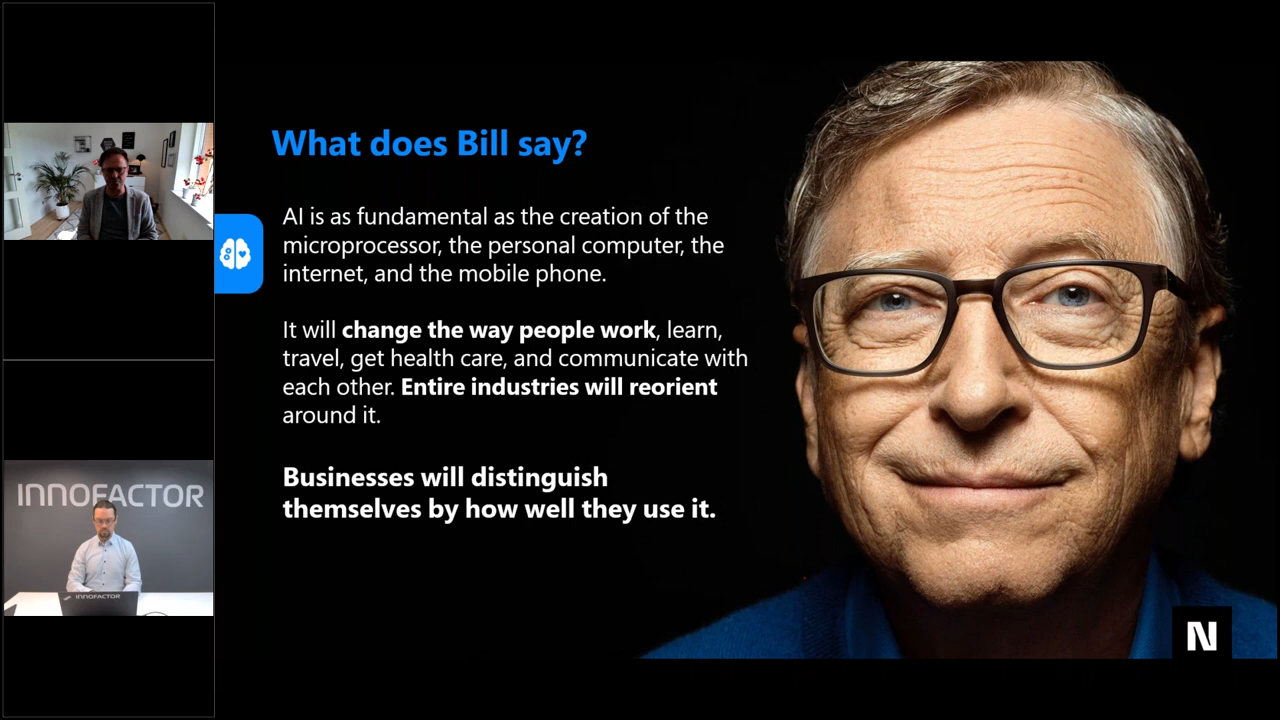 What does Bill say?
AI is as fundamental as the creation of the
microprocessor, the personal computer, the
internet, and the mobile phone.
It will change the way people work, learn,
travel, get health care, and communicate with
each other. Entire industries will reorient
around it.
Businesses will distinguish
themselves by how well they use it.
INNOFACTOR
INNOFACTOR
N